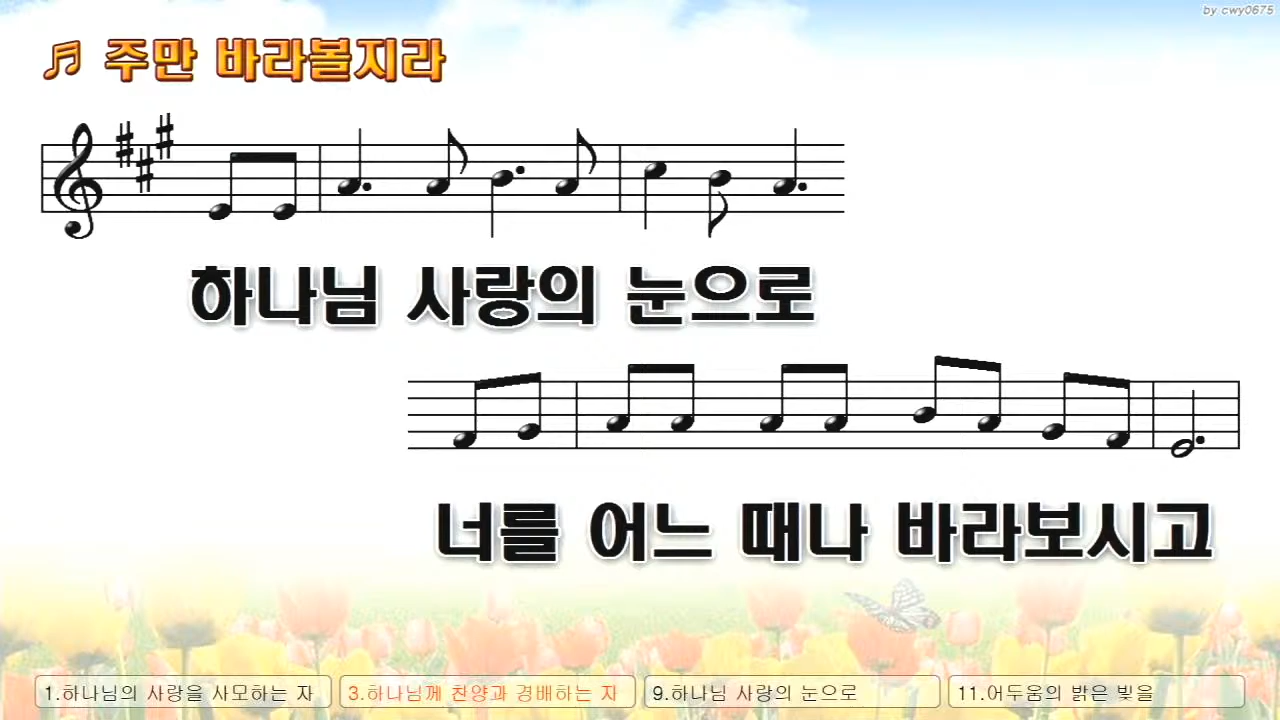 by cwy0675
♬ 주만 바라볼지라
하나님 사랑의 눈으로
너를 어느 때나 바라보시고
1.하나님의 사랑을 사모하는 자
3.하나님께 찬양과 경배하는 자
9.하나님 사랑의 눈으로
11.어두움의 밝은 빛을